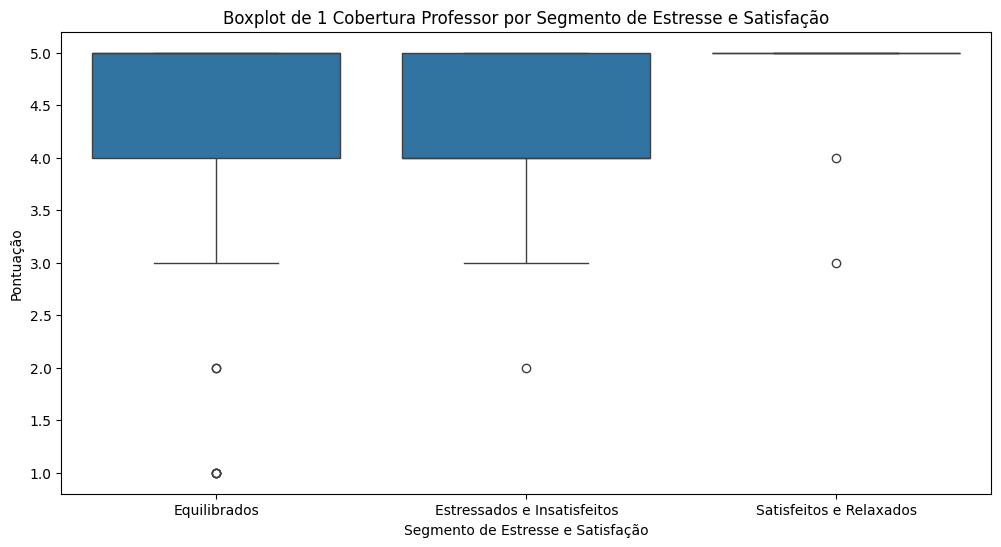 Boxplot de 1 Cobertura Professor por Segmento de Estresse e Satisfação
Pontuação
5.0
4.5
4.0
3.5
3.0
2.5
2.0
1.5
1.0
Equilibrados
Estressados e Insatisfeitos
Satisfeitos e Relaxados
Segmento de Estresse e Satisfação